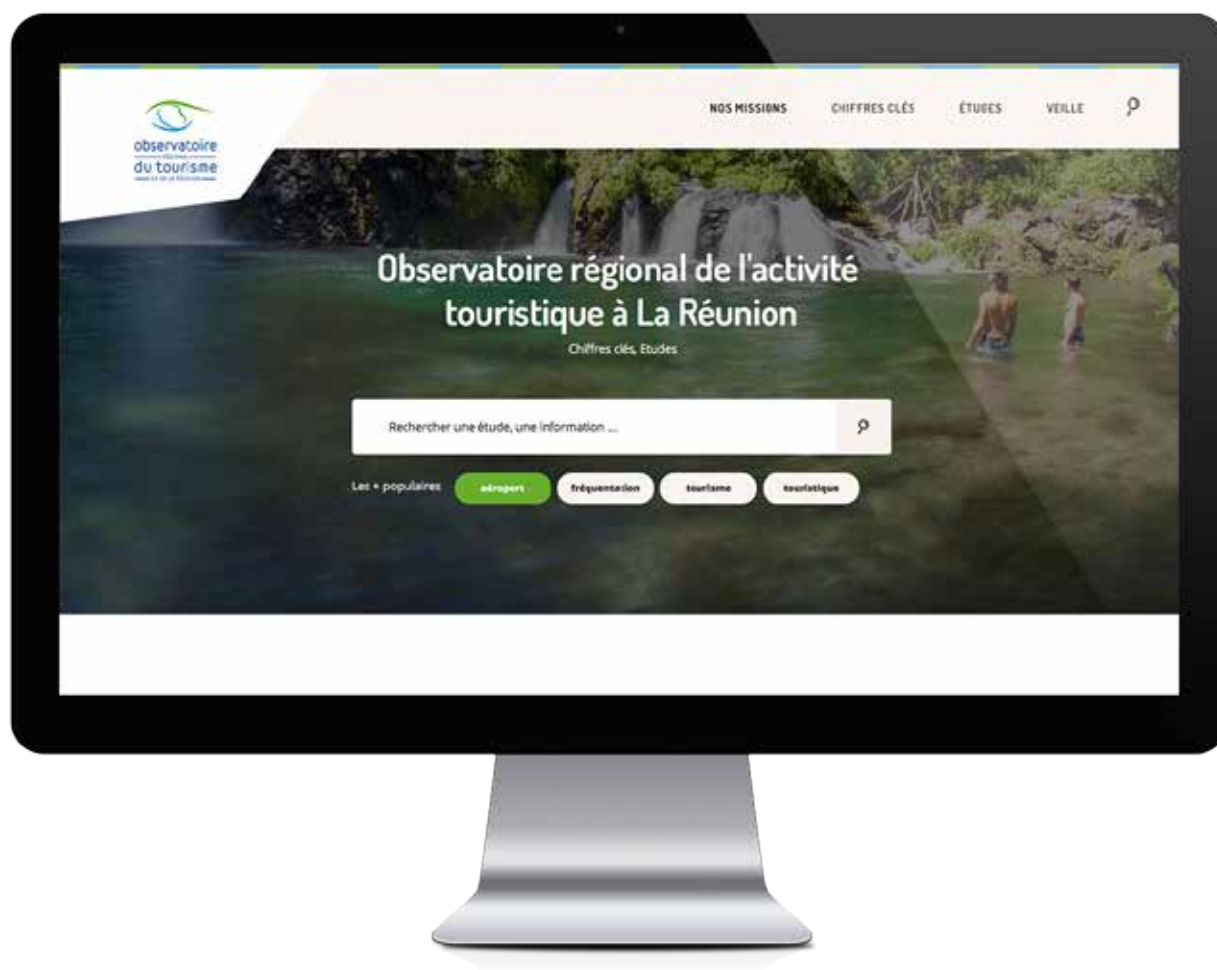 observatoire
du tourisme
NOS MISSIONS
CHIFFRES CLÉS
ÉTUDES
VEILLE
Observatoire régional de l'activité
touristique à La Réunion
Chiffres clés, Etudes
Rechercher une étude, une information ...
Les + populaires
aéroport
fréquentation
tourisme
touristique